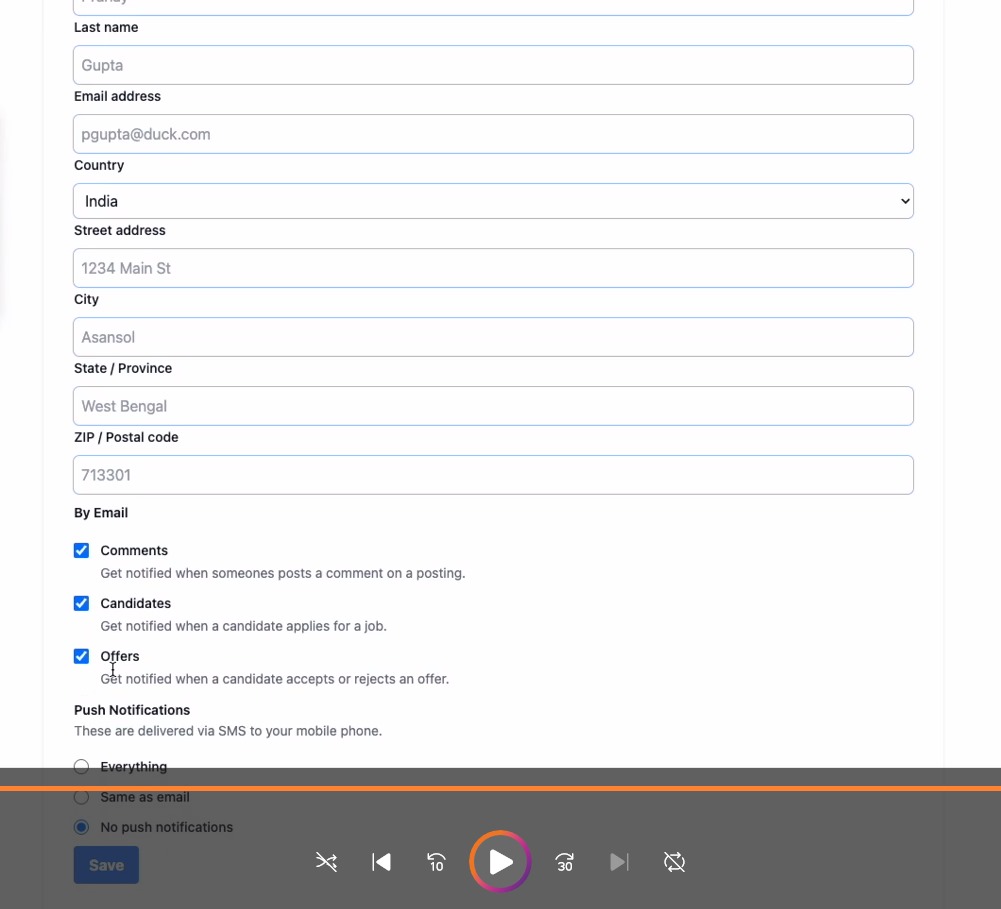 Last name
Gupta
Email address
pgupta@duck.com
Country
India
Street address
1234 Main St
City
Asansol
State / Province
West Bengal
ZIP / Postal code
713301
By Email
Comments
Get notified when someones posts a comment on a posting.
Candidates
Get notified when a candidate applies for a job.
Offers
Get notified when a candidate accepts or rejects an offer.
Push Notifications
These are delivered via SMS to your mobile phone.
Everything
Same as email
No push notifications
Save
10
30